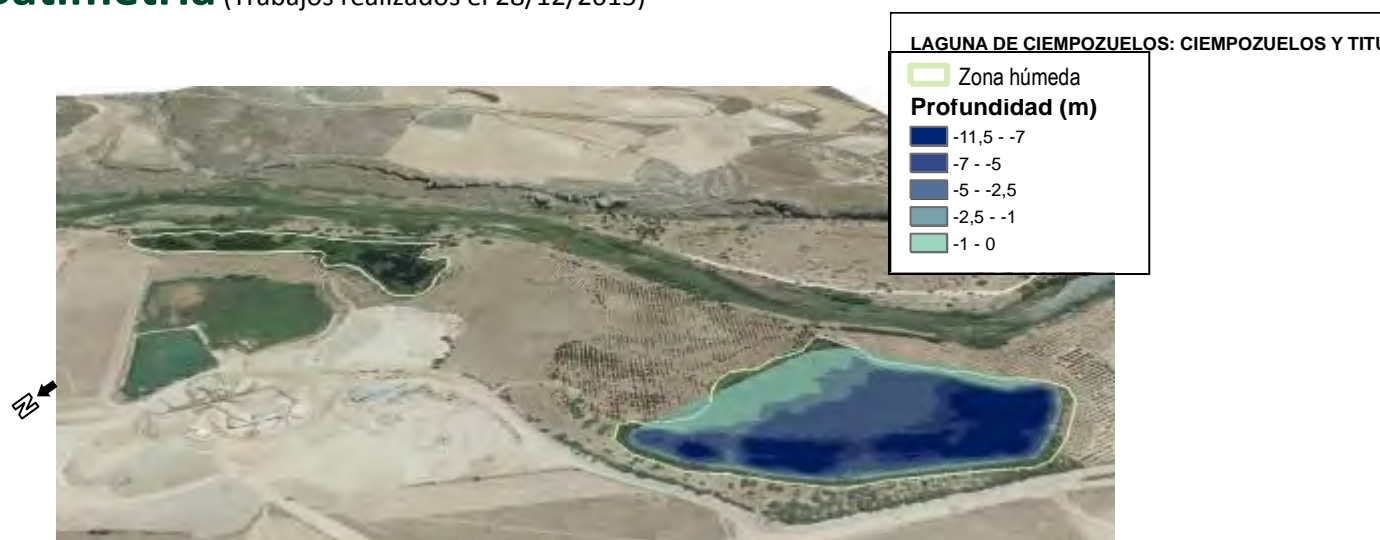 (Trabajos realizados el 28/12/2015)
LAGUNA DE CIEMPOZUELOS: CIEMPOZUELOS Y
Zona húmeda
Profundidad (m)
-11,5 - -7
-7 - -5
-5 - -2,5
-2,5 - -1
-1 - 0
N